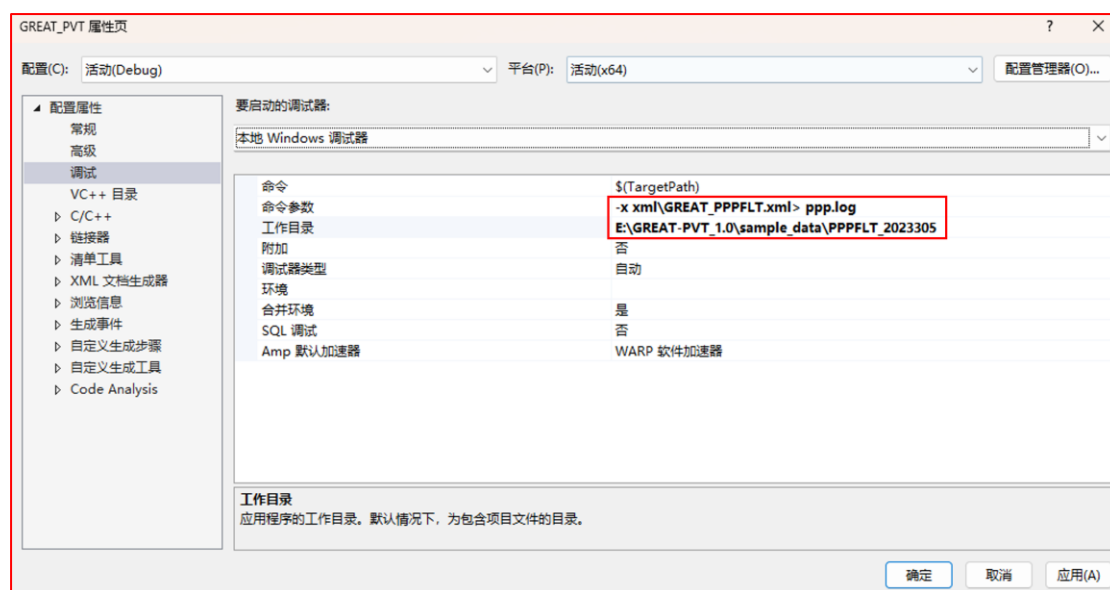 GREAT_PVT 属性页
?
配置(C): 活动(Debug) 平台(P): 活动(x64) 配置管理器(O)...
配置属性
常规
高级
调试
VC++ 目录
C/C++
链接器
清单工具
XML 文档生成器
浏览信息
生成事件
自定义生成步骤
自定义生成工具
Code Analysis
要启动的调试器:
本地 Windows 调试器
命令 $(TargetPath)
命令参数 -x xml\GREAT_PPPFLT.xml> ppp.log
工作目录 E:\GREAT-PVT_1.0\sample_data\PPPFLT_2023305
附加 否
调试器类型 自动
环境
合并环境 是
SQL 调试 否
Amp 默认加速器 WARP 软件加速器
工作目录
应用程序的工作目录。默认情况下，为包含项目文件的目录。
确定 取消 应用(A)